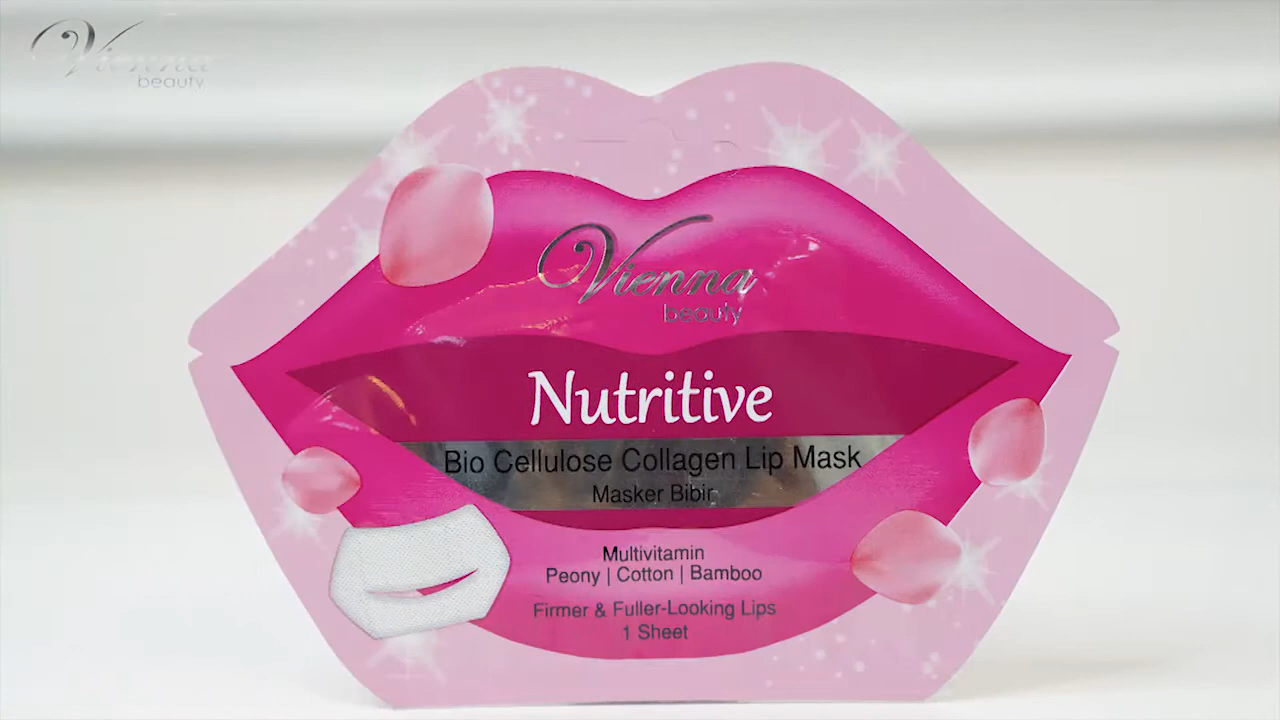 Vienna
beauty
Vienna
beauty
Nutritive
Bio Cellulose Collagen Lip Mask
Masker Bibir
Multivitamin
Peony | Cotton | Bamboo
Firmer & Fuller-Looking Lips
1 Sheet